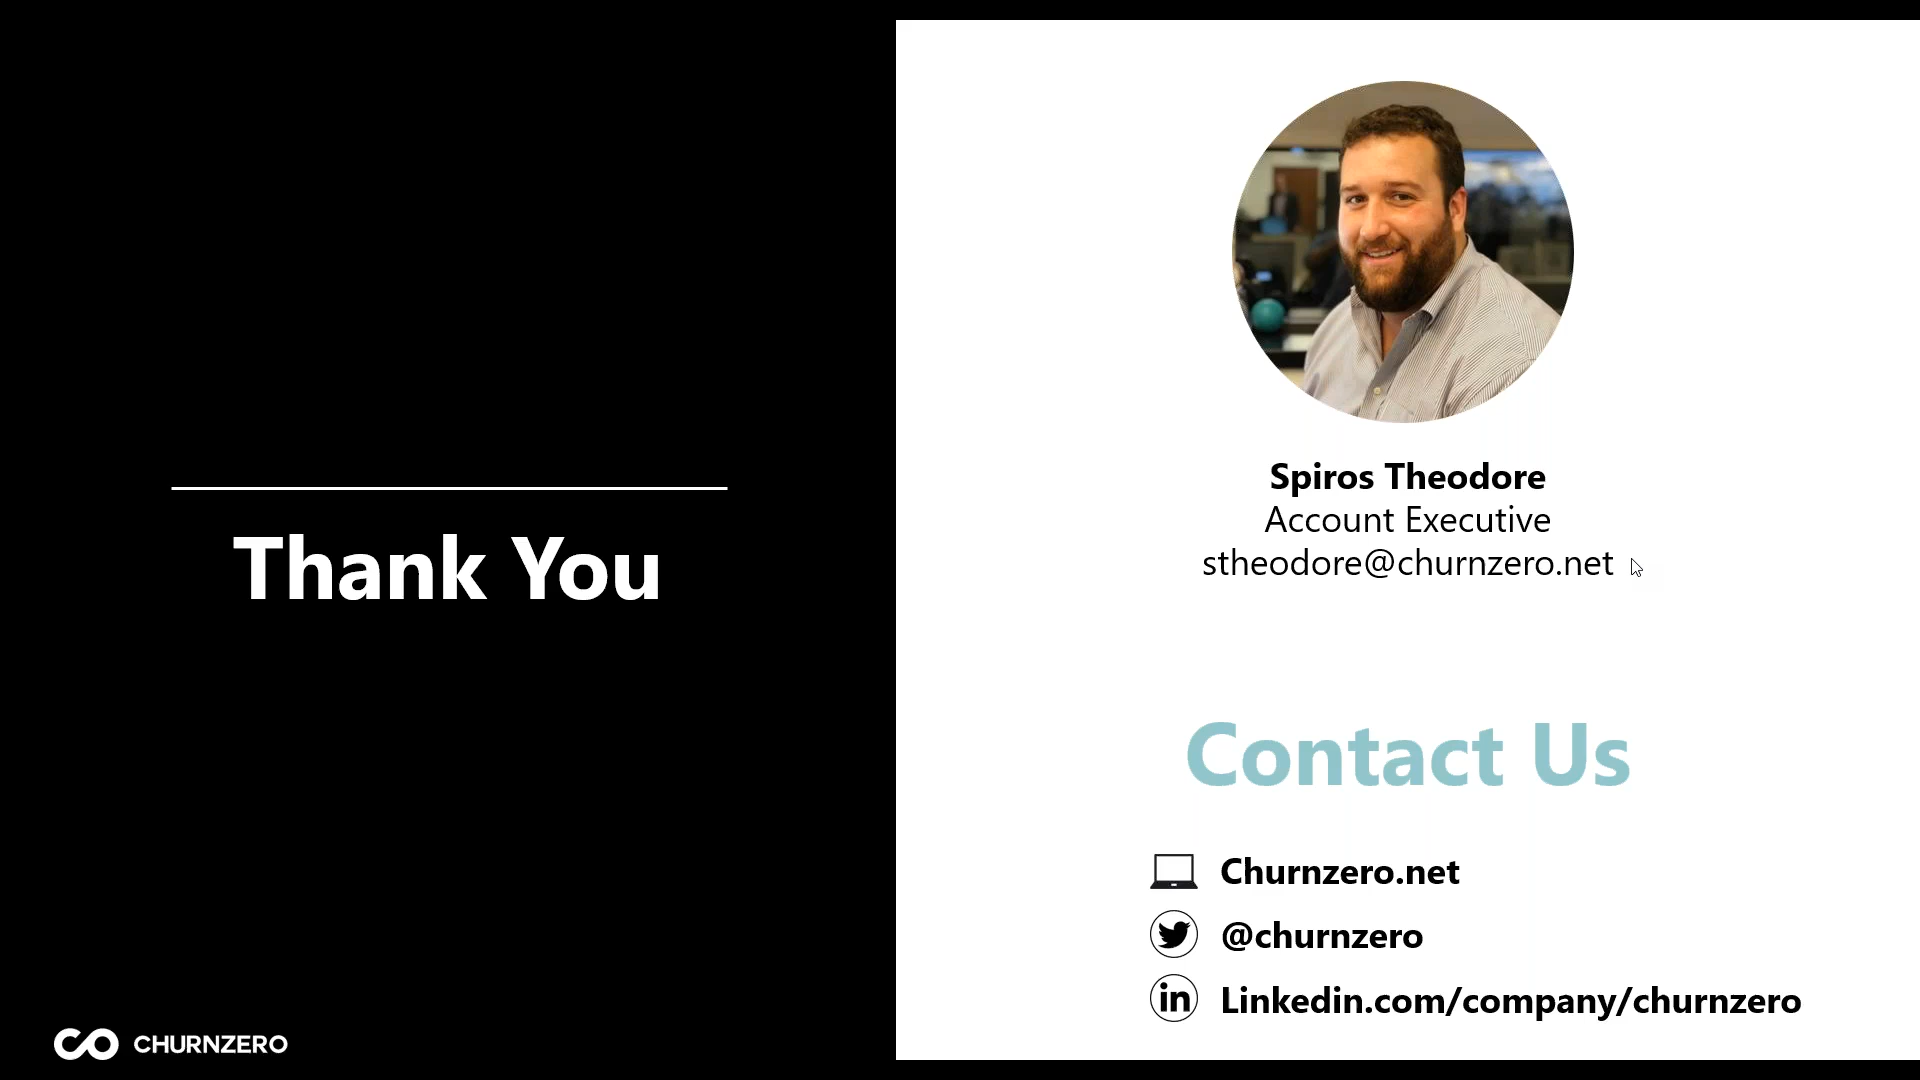 Thank You
CHURNZERO
Spiros Theodore
Account Executive
stheodore@churnzero.net
Contact Us
Churnzero.net
@churnzero
in Linkedin.com/company/churnzero